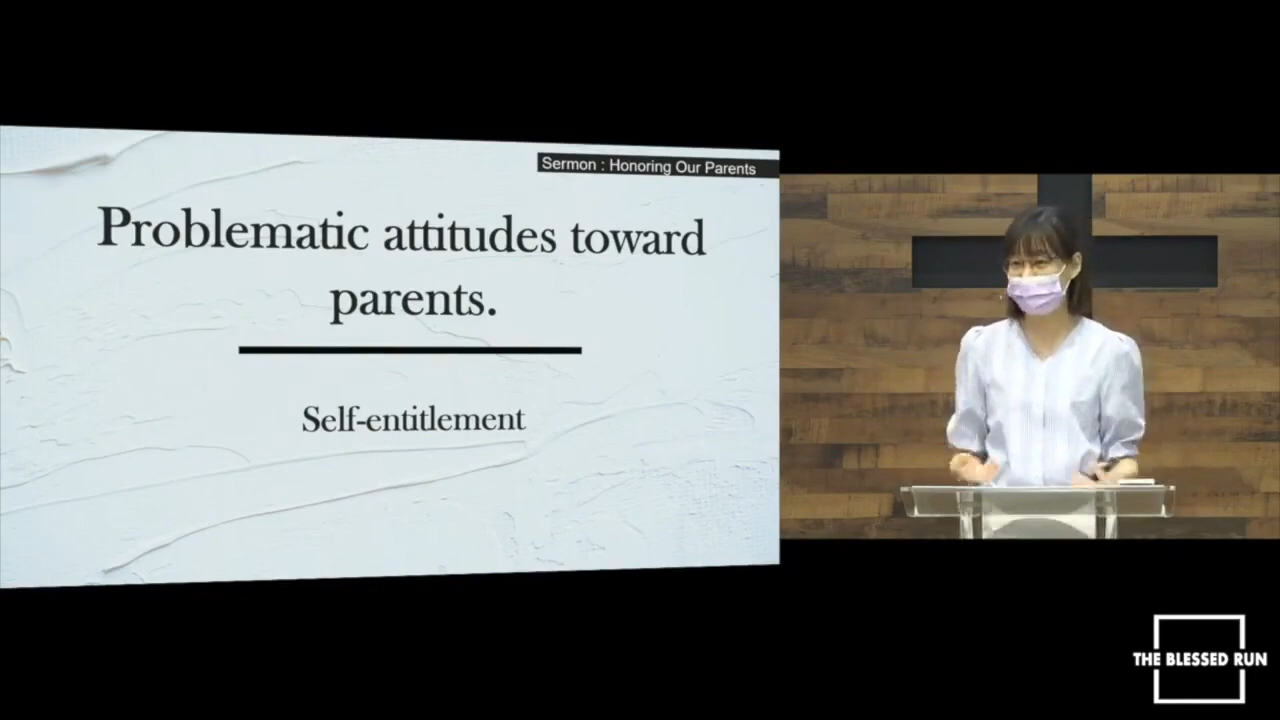 Sermon : Honoring Our Parents
Problematic attitudes toward
parents.
Self-entitlement
THE BLESSED RUN